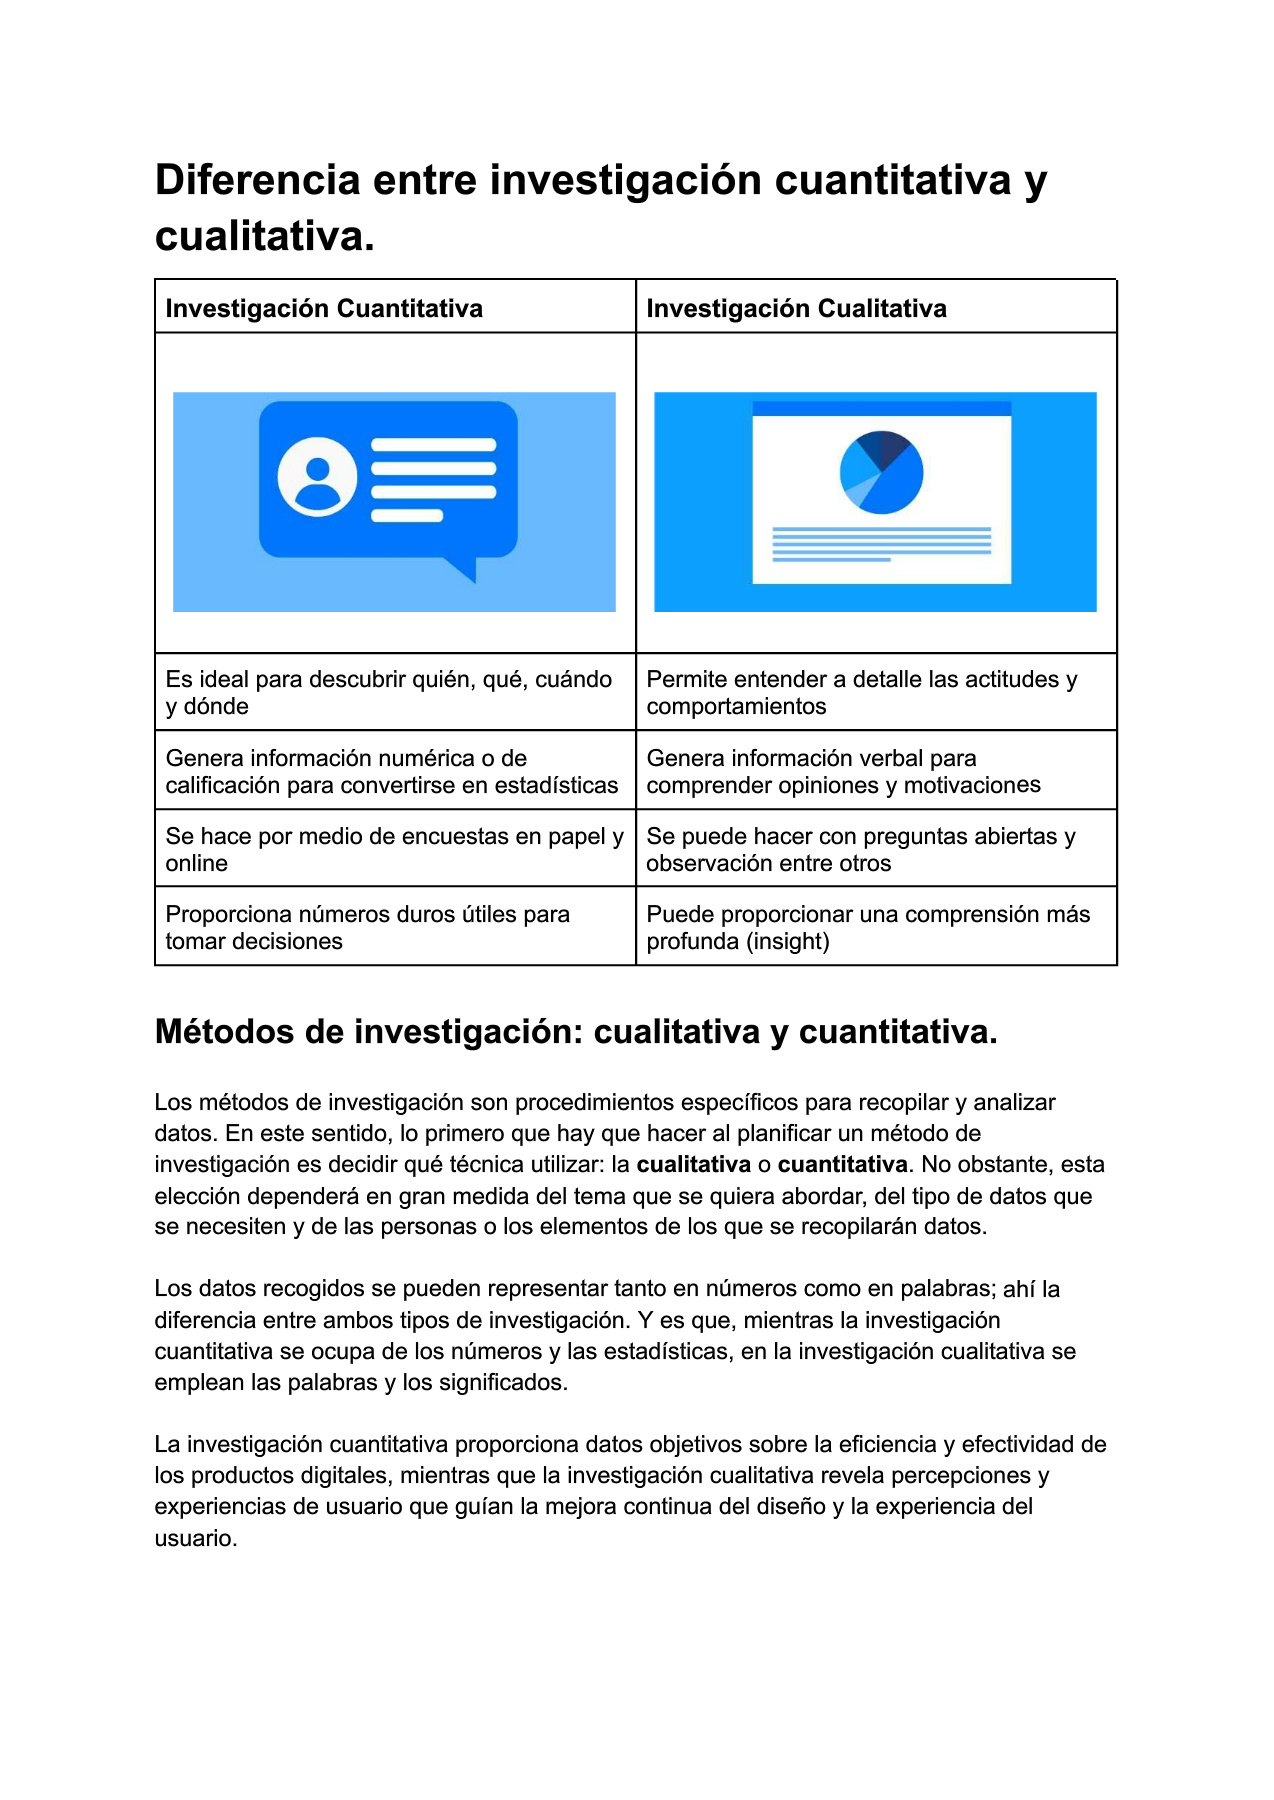 Diferencia entre investigación cuantitativa y
cualitativa.
Investigación Cuantitativa
Investigación Cualitativa
Es ideal para descubrir quién, qué, cuándo
y dónde
Permite entender a detalle las actitudes y
comportamientos
Genera información numérica o de
calificación para convertirse en estadísticas
Genera información verbal para
comprender opiniones y motivaciones
Se hace por medio de encuestas en papel y
online
Se puede hacer con preguntas abiertas y
observación entre otros
Proporciona números duros útiles para
tomar decisiones
Puede proporcionar una comprensión más
profunda (insight)
Métodos de investigación: cualitativa y cuantitativa.
Los métodos de investigación son procedimientos específicos para recopilar y analizar
datos. En este sentido, lo primero que hay que hacer al planificar un método de
investigación es decidir qué técnica utilizar: la cualitativa o cuantitativa. No obstante, esta
elección dependerá en gran medida del tema que se quiera abordar, del tipo de datos que
se necesiten y de las personas o los elementos de los que se recopilarán datos.
Los datos recogidos se pueden representar tanto en números como en palabras; ahí la
diferencia entre ambos tipos de investigación. Y es que, mientras la investigación
cuantitativa se ocupa de los números y las estadísticas, en la investigación cualitativa se
emplean las palabras y los significados.
La investigación cuantitativa proporciona datos objetivos sobre la eficiencia y efectividad de
los productos digitales, mientras que la investigación cualitativa revela percepciones y
experiencias de usuario que guían la mejora continua del diseño y la experiencia del
usuario.